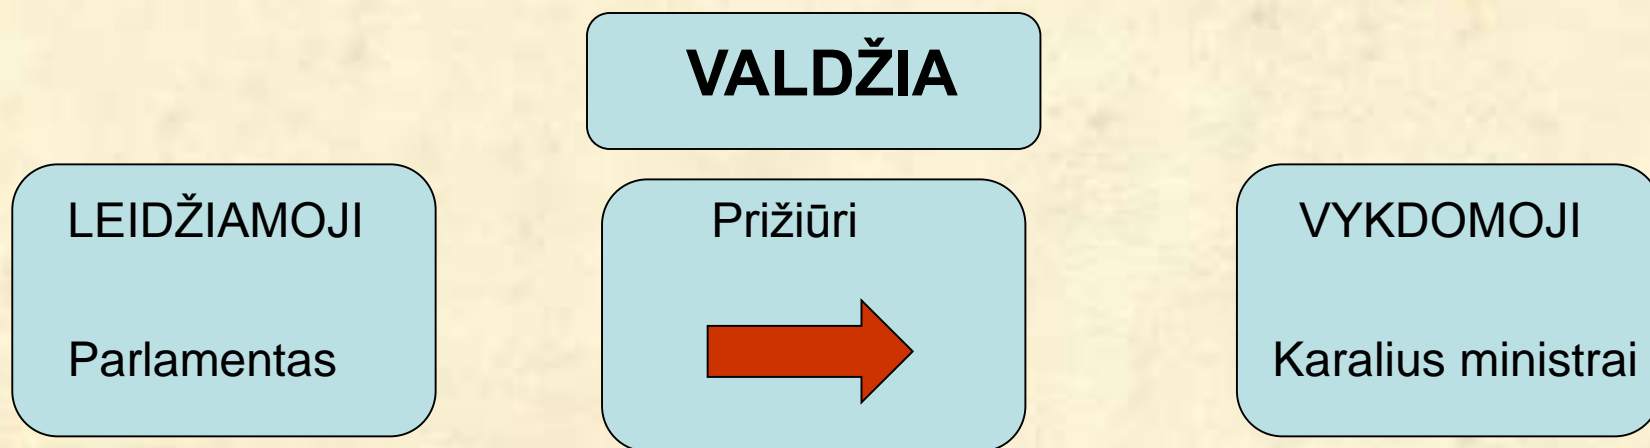 VALDŽIA
LEIDŽIAMOJI
Parlamentas
Prižiūri
VYKDOMOJI
Karalius ministrai